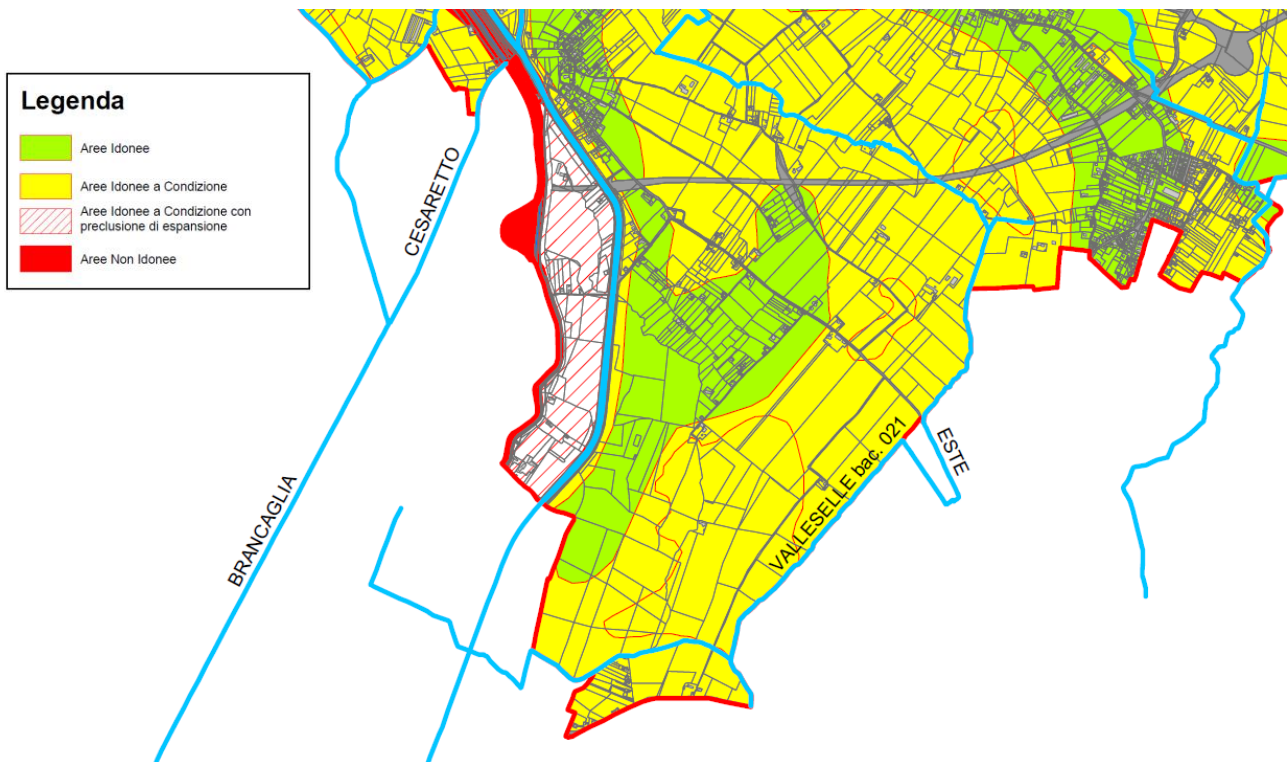 Legenda
Aree Idonee
Aree Idonee a Condizione
Aree Idonee a Condizione con
preclusione di espansione
Aree Non Idonee
CESARETTO
BRANCAGLIA
VALLESELLE bac. 021
ESTE